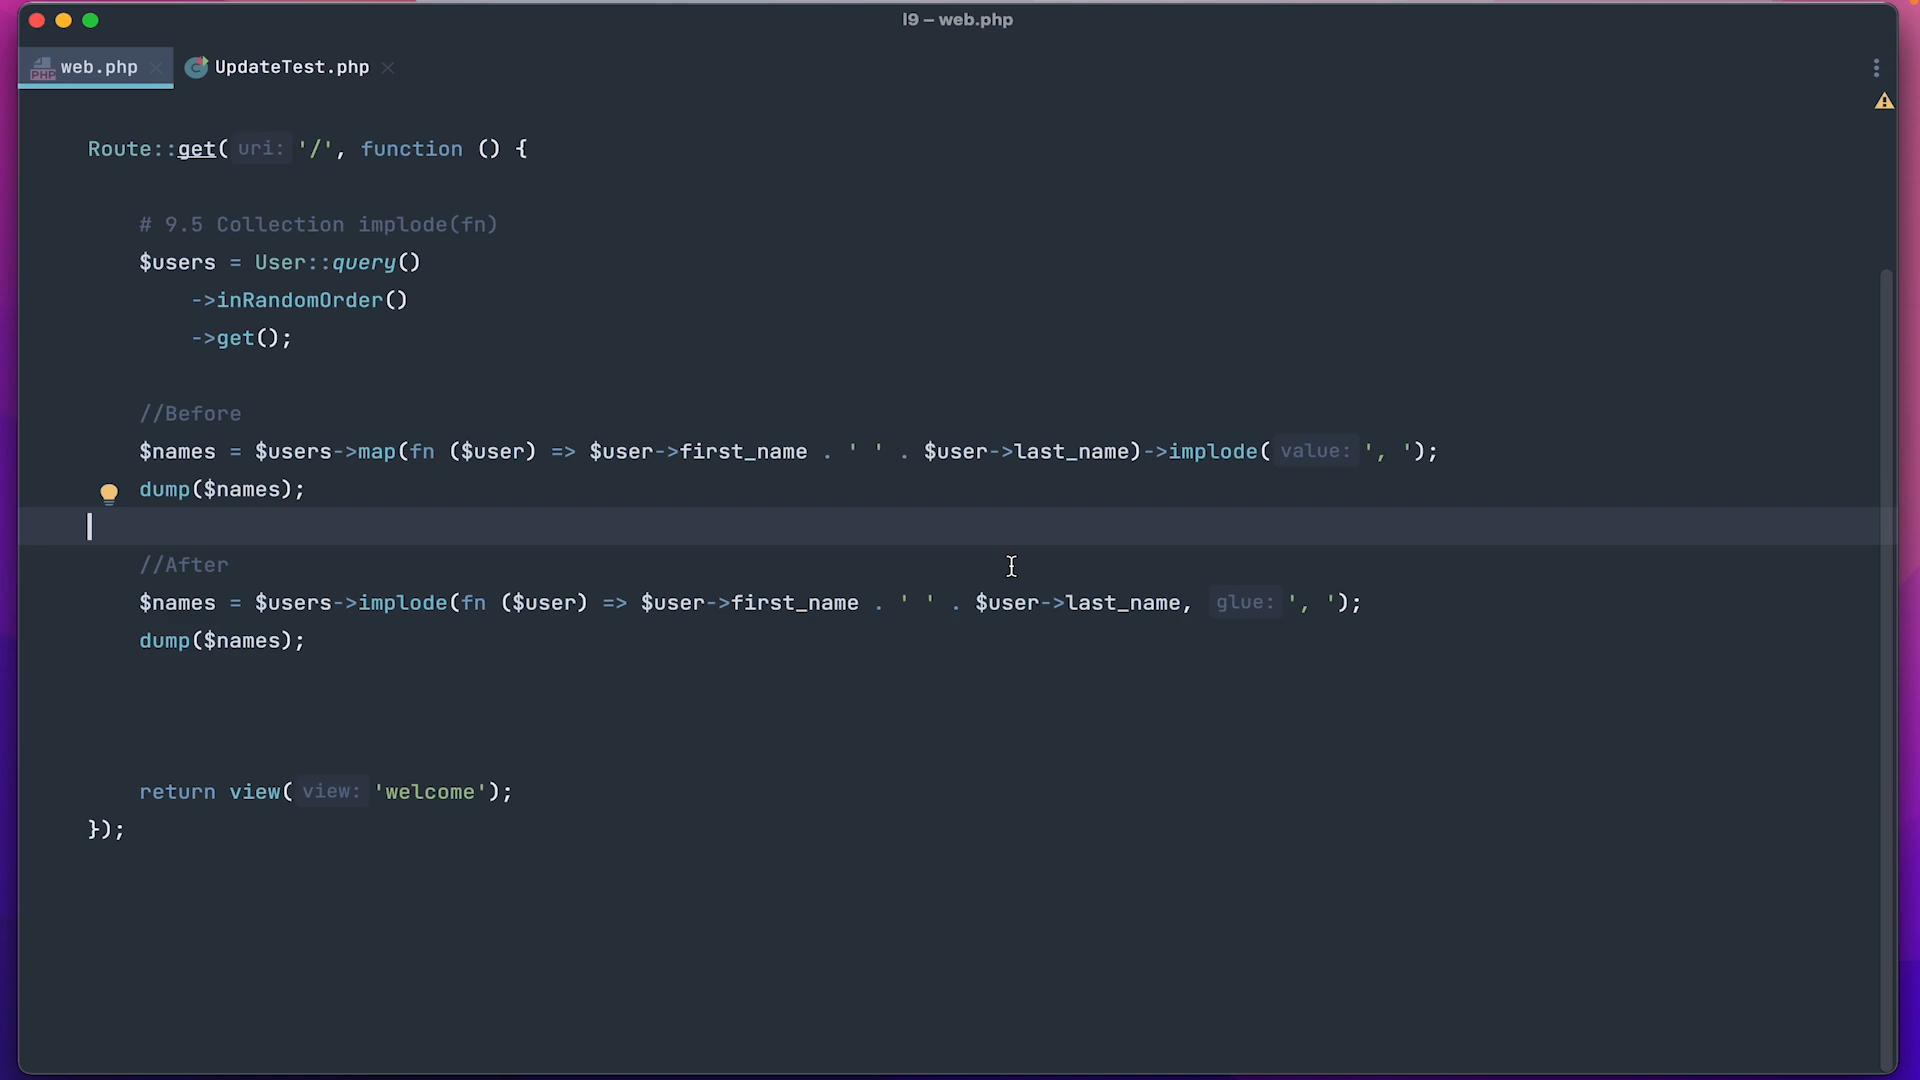 l9 – web.php
web.php UpdateTest.php
Route::get( uri: '/', function () {
# 9.5 Collection implode(fn)
$users = User::query()
->inRandomOrder()
->get();
//Before
$names = $users->map(fn ($user) => $user->first_name . ' ' . $user->last_name)->implode( value: ', ');
dump($names);
//After
$names = $users->implode(fn ($user) => $user->first_name . ' ' . $user->last_name, glue: ', ');
dump($names);
return view( view: 'welcome');
});